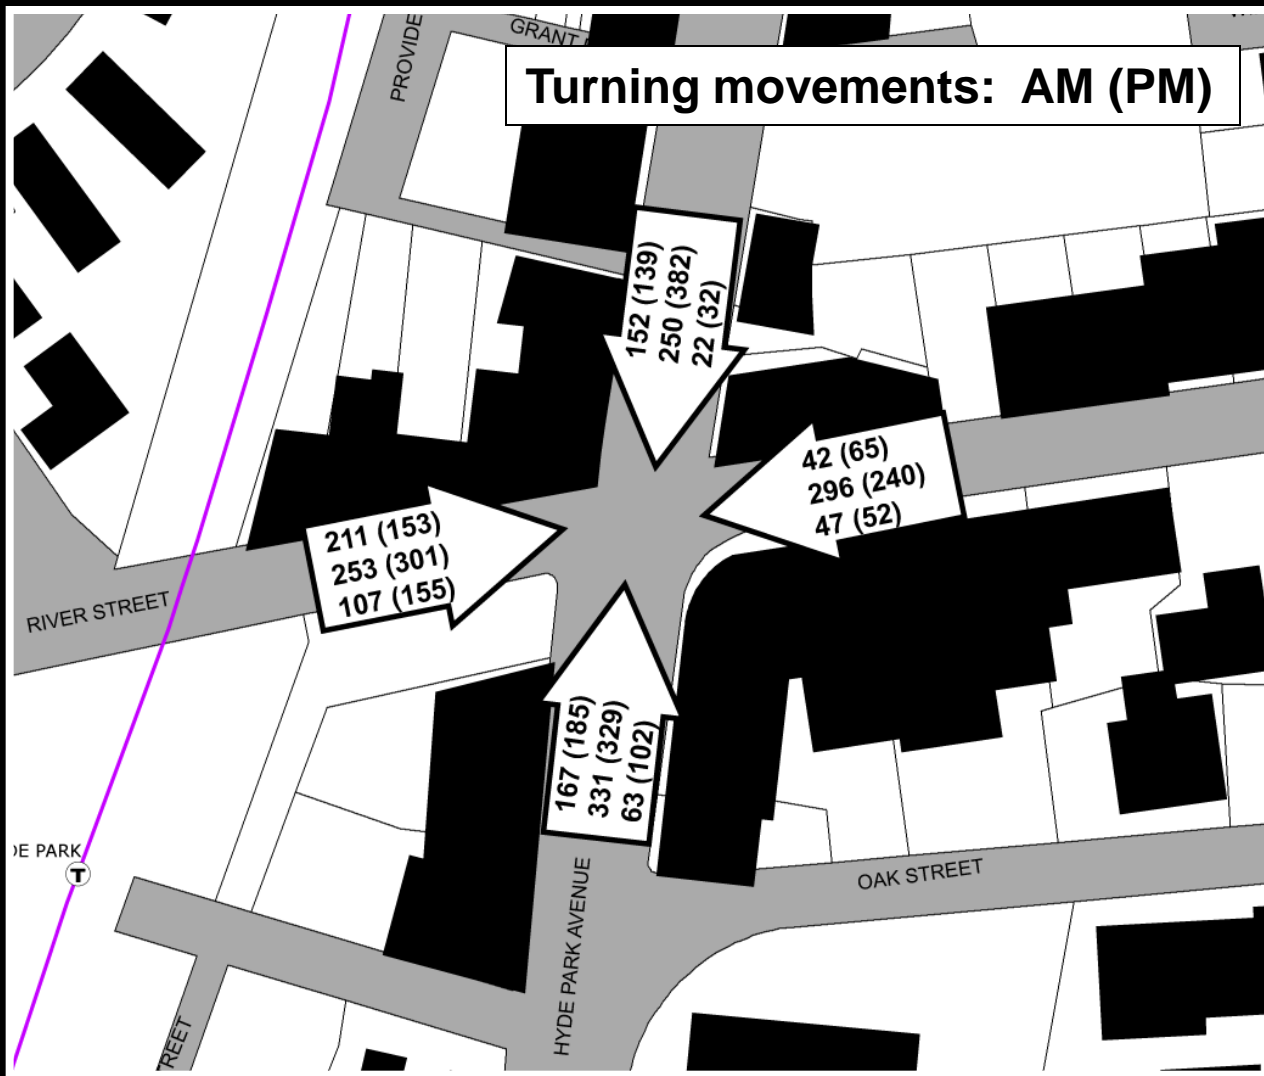 GRANT
PROVIDE
Turning movements: AM (PM)
152 (139)
250 (382)
22 (32)
42 (65)
296 (240)
47 (52)
211 (153)
253 (301)
107 (155)
RIVER STREET
167 (185)
331 (329)
63 (102)
DE PARK
T
OAK STREET
HYDE PARK AVENUE
REET